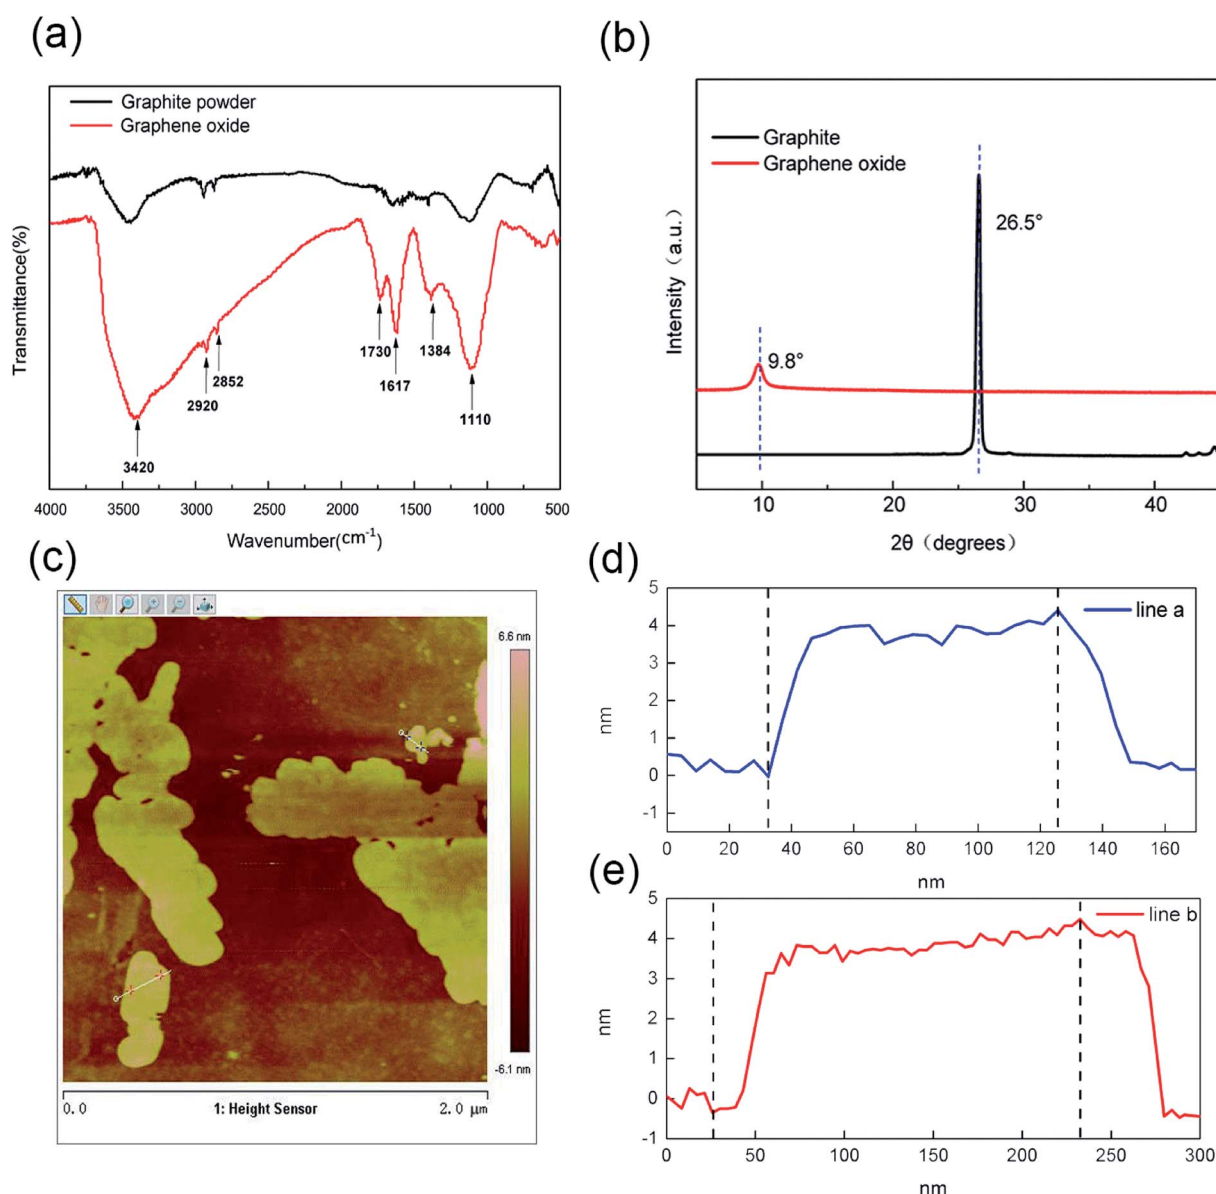 (a)
Graphite powder
Graphene oxide
Transmittance(%)
3420
2920
2852
1730
1617
1384
1110
4000 3500 3000 2500 2000 1500 1000 500
Wavenumber(cm⁻¹)
(b)
Graphite
Graphene oxide
Intensity (a.u.)
9.8°
26.5°
10 20 30 40
2θ (degrees)
(c)
6.6 nm
-6.1 nm
0.0 1: Height Sensor 2.0 μm
(d)
line a
nm
5
4
3
2
1
0
-1
0 20 40 60 80 100 120 140 160
nm
(e)
line b
nm
5
4
3
2
1
0
-1
0 50 100 150 200 250 300
nm